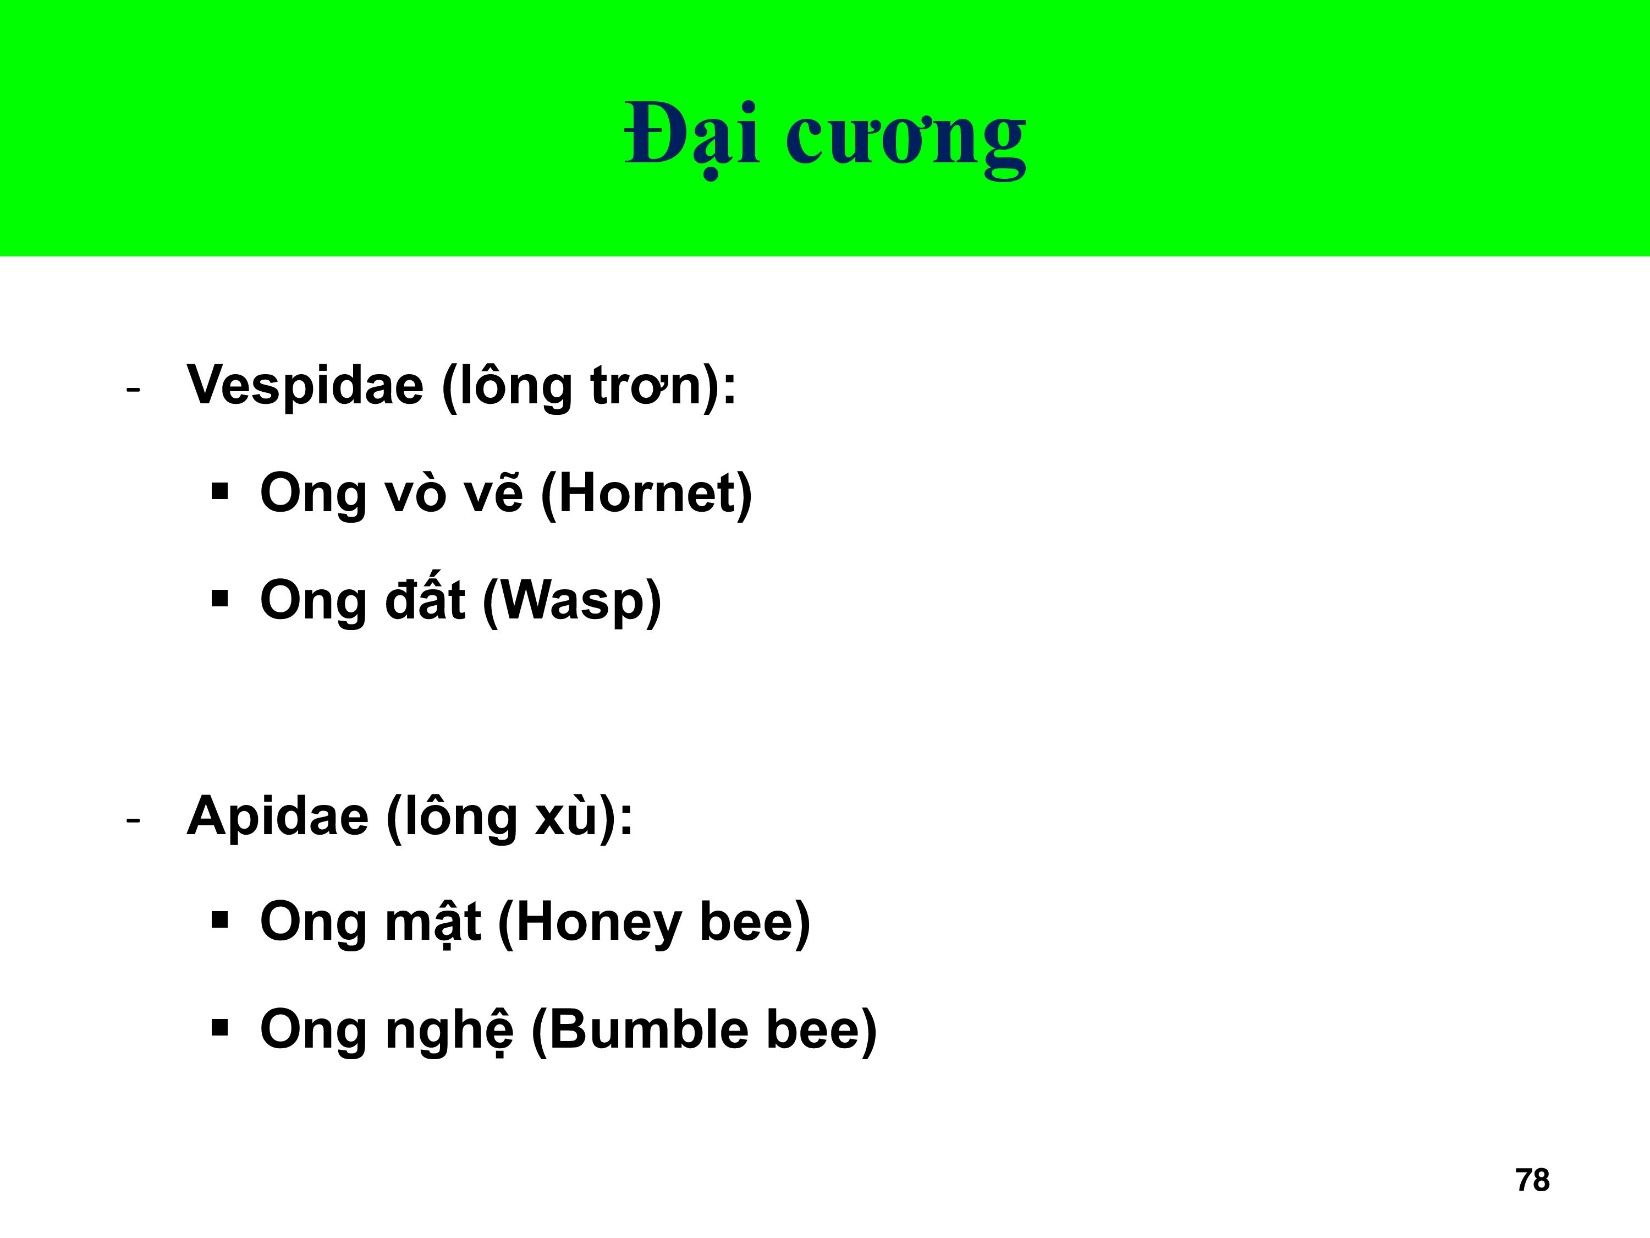 Đại cương
- Vespidae (lông trơn):
▪ Ong vò vẽ (Hornet)
▪ Ong đất (Wasp)
- Apidae (lông xù):
▪ Ong mật (Honey bee)
▪ Ong nghệ (Bumble bee)
78